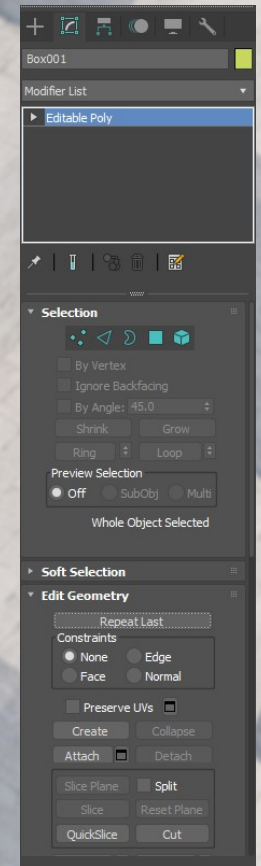 Box001
Modifier List
Editable Poly
Selection
By Vertex
Ignore Backfacing
By Angle: 45.0
Shrink Grow
Ring Loop
Preview Selection
Off SubObj Multi
Whole Object Selected
Soft Selection
Edit Geometry
Repeat Last
Constraints
None Edge
Face Normal
Preserve UVs
Create Collapse
Attach Detach
Slice Plane Split
Slice Reset Plane
QuickSlice Cut